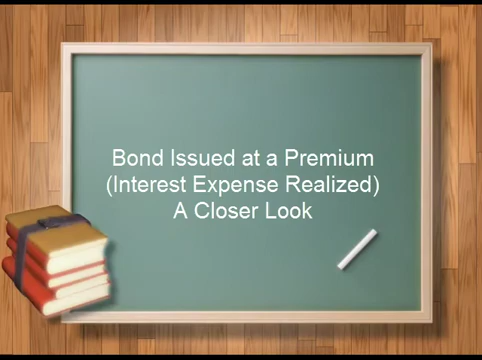 Bond Issued at a Premium
(Interest Expense Realized)
A Closer Look